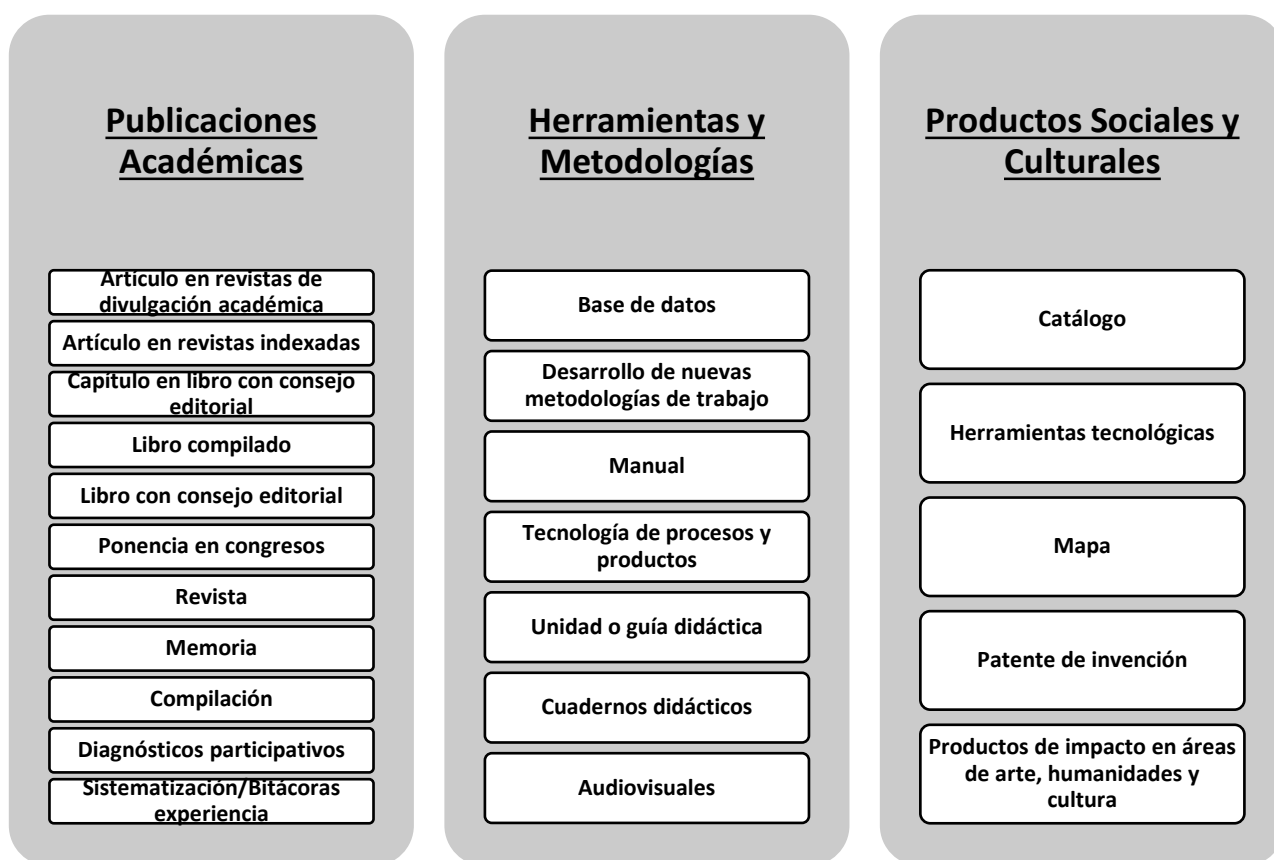 Publicaciones
Académicas
Artículo en revistas de
divulgación académica
Artículo en revistas indexadas
Capítulo en libro con consejo
editorial
Libro compilado
Libro con consejo editorial
Ponencia en congresos
Revista
Memoria
Compilación
Diagnósticos participativos
Sistematización/Bitácoras
experiencia
Herramientas y
Metodologías
Base de datos
Desarrollo de nuevas
metodologías de trabajo
Manual
Tecnología de procesos y
productos
Unidad o guía didáctica
Cuadernos didácticos
Audiovisuales
Productos Sociales y
Culturales
Catálogo
Herramientas tecnológicas
Mapa
Patente de invención
Productos de impacto en áreas
de arte, humanidades y
cultura